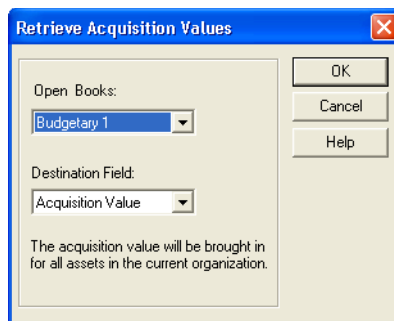 Retrieve Acquisition Values
Open Books:
Budgetary 1
Destination Field:
Acquisition Value
The acquisition value will be brought in
for all assets in the current organization.
OK
Cancel
Help